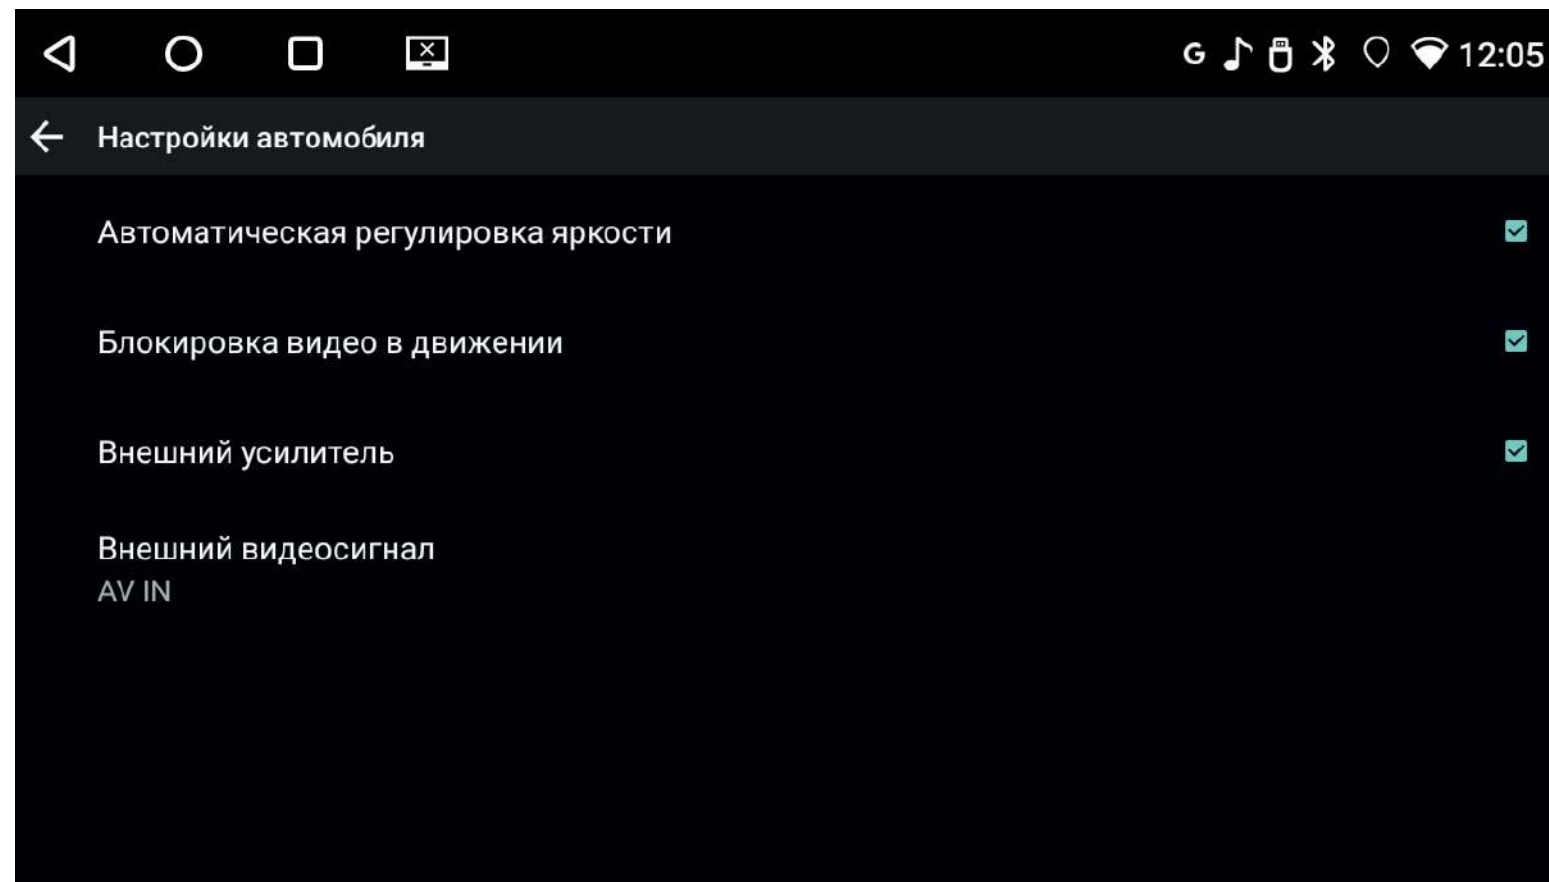 G 12:05
Настройки автомобиля
Автоматическая регулировка яркости
Блокировка видео в движении
Внешний усилитель
Внешний видеосигнал
AV IN